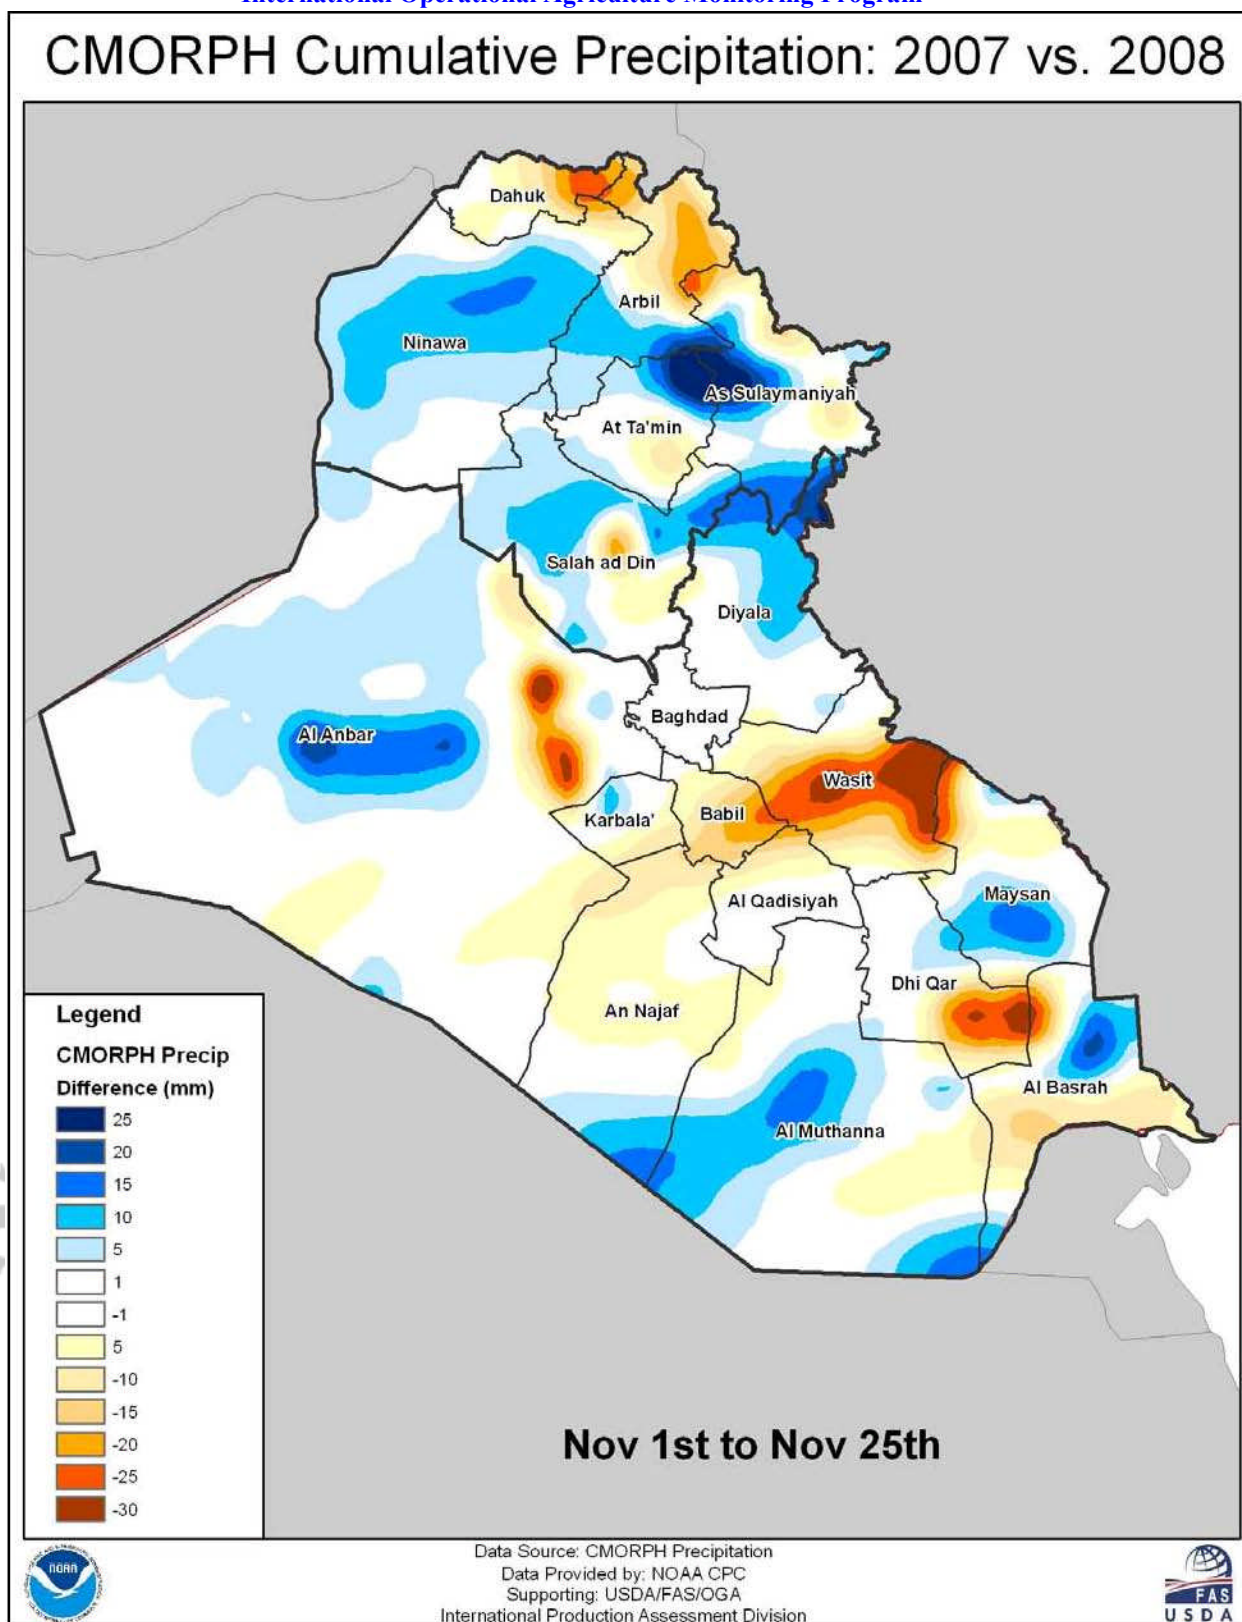 International Operational Agriculture Monitoring Program
CMORPH Cumulative Precipitation: 2007 vs. 2008
Dahuk
Arbil
Ninawa
As Sulaymaniyah
At Ta'min
Salah ad Din
Diyala
Baghdad
Al Anbar
Wasit
Karbala'
Babil
Maysan
Al Qadisiyah
Dhi Qar
An Najaf
Al Basrah
Al Muthanna
Legend
CMORPH Precip
Difference (mm)
25
20
15
10
5
1
-1
5
-10
-15
-20
-25
-30
Nov 1st to Nov 25th
Data Source: CMORPH Precipitation
Data Provided by: NOAA CPC
Supporting: USDA/FAS/OGA
International Production Assessment Division
NOAA
FAS
USDA